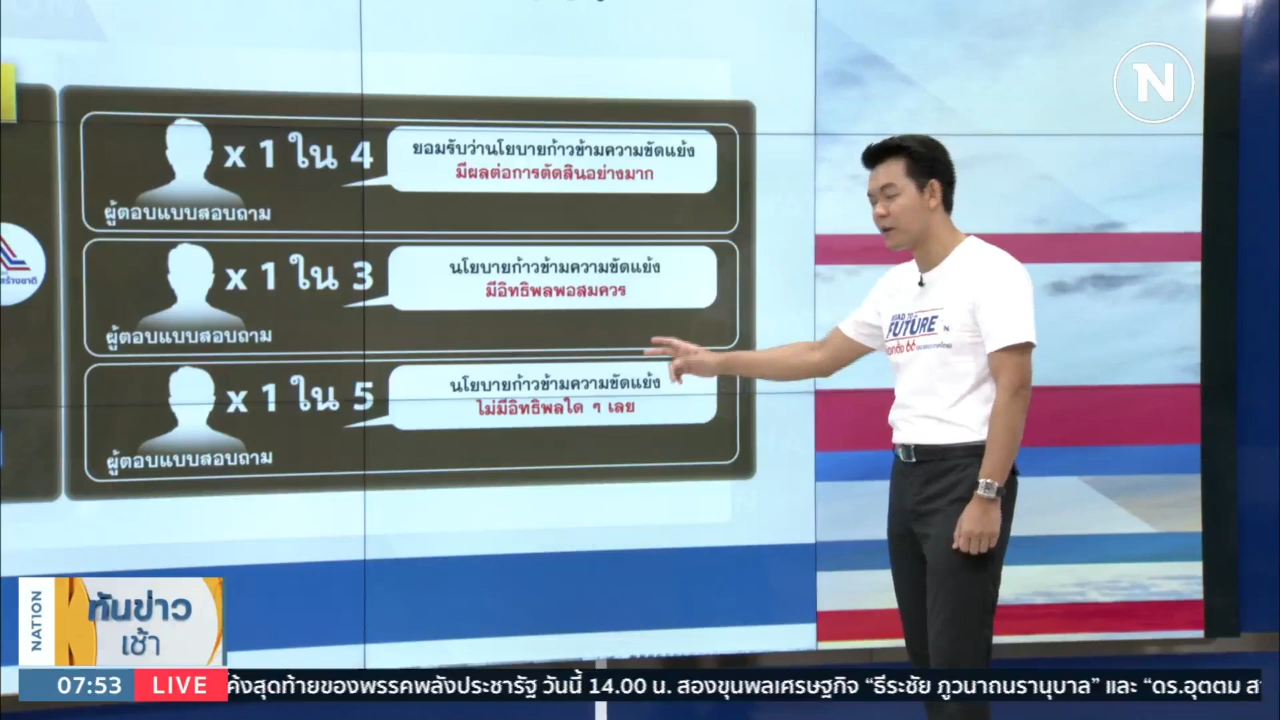 N
x 1 ใน 4
ยอมรับว่านโยบายก้าวข้ามความขัดแย้ง
มีผลต่อการตัดสินอย่างมาก
ผู้ตอบแบบสอบถาม
สร้างชาติ
x 1 ใน 3
นโยบายก้าวข้ามความขัดแย้ง
มีอิทธิพลพอสมควร
ผู้ตอบแบบสอบถาม
x 1 ใน 5
นโยบายก้าวข้ามความขัดแย้ง
ไม่มีอิทธิพลใด ๆ เลย
ผู้ตอบแบบสอบถาม
ROAD TO
FUTURE
NATION
ทันข่าว
เช้า
07:53 LIVE ค้งสุดท้ายของพรรคพลังประชารัฐ วันนี้ 14.00 น. สองขุนพลเศรษฐกิจ “ธีระชัย ภูวนาถนรานุบาล” และ “ดร.อุตตม